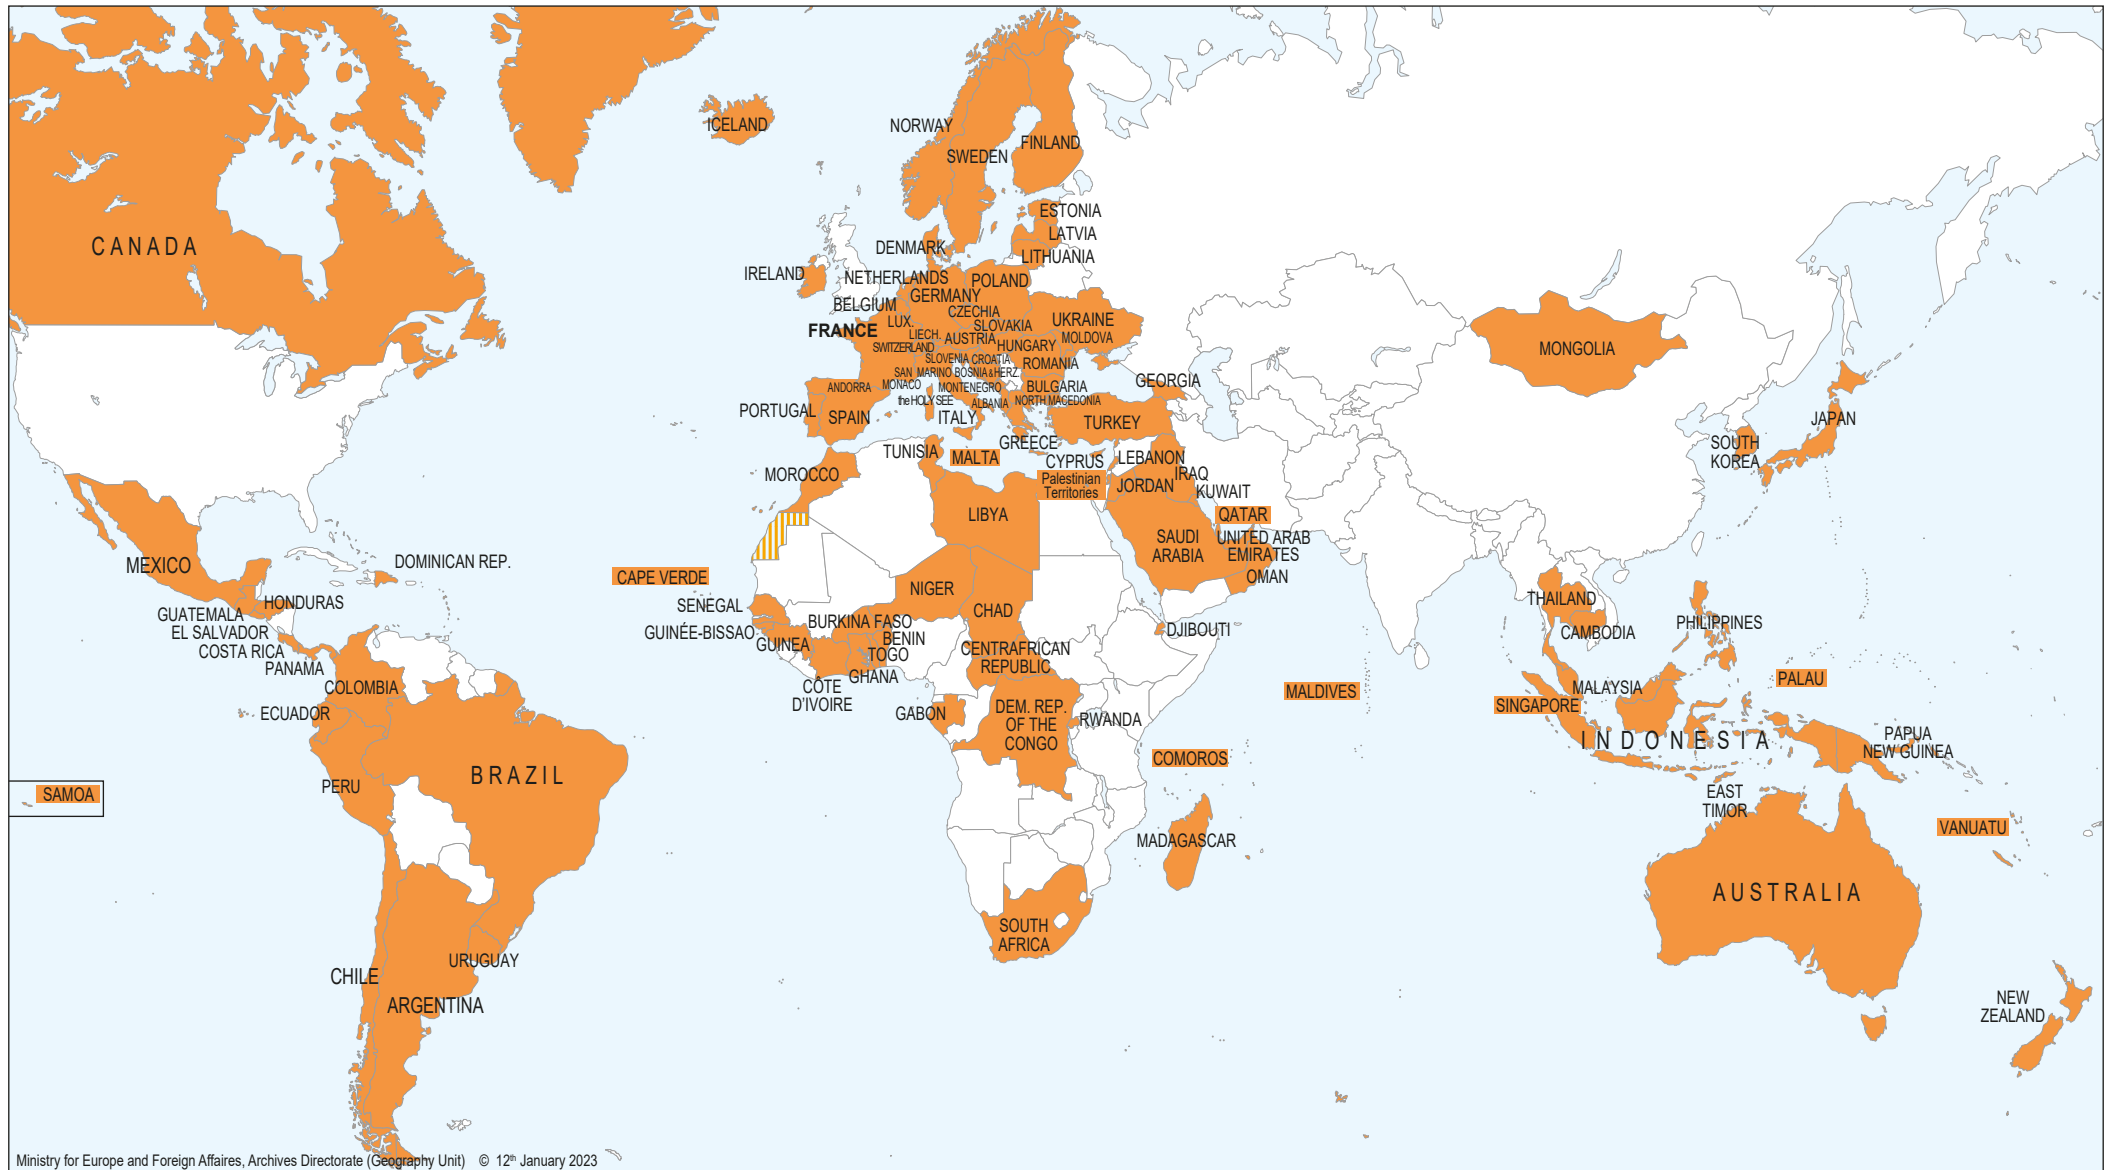 ICELAND
NORWAY
FINLAND
SWEDEN
ESTONIA
LATVIA
CANADA
DENMARK
LITHUANIA
IRELAND
NETHERLANDS
POLAND
GERMANY
BELGIUM
CZECHIA
UKRAINE
LUX.
SLOVAKIA
FRANCE
LIECH.
AUSTRIA
MOLDOVA
HUNGARY
SWITZERLAND
MONGOLIA
SLOVENIA
CROATIA
ROMANIA
SAN MARINO
BOSNIA & HERZ.
GEORGIA
ANDORRA
MONACO
MONTENEGRO
BULGARIA
the HOLY SEE
ALBANIA
NORTH MACEDONIA
PORTUGAL
SPAIN
ITALY
TURKEY
JAPAN
GREECE
SOUTH
KOREA
TUNISIA
MALTA
CYPRUS
LEBANON
MOROCCO
Palestinian
Territories
IRAQ
JORDAN
KUWAIT
LIBYA
QATAR
SAUDI
ARABIA
UNITED ARAB
EMIRATES
OMAN
MEXICO
DOMINICAN REP.
CAPE VERDE
NIGER
HONDURAS
SENEGAL
CHAD
THAILAND
GUATEMALA
BURKINA FASO
PHILIPPINES
EL SALVADOR
GUINÉE-BISSAO
DJIBOUTI
CAMBODIA
COSTA RICA
GUINEA
BENIN
TOGO
CENTRAFRICAN
REPUBLIC
PANAMA
COLOMBIA
GHANA
CÔTE
D'IVOIRE
MALDIVES
MALAYSIA
PALAU
SINGAPORE
ECUADOR
GABON
DEM. REP.
OF THE
CONGO
RWANDA
INDONESIA
PAPUA
NEW GUINEA
COMOROS
BRAZIL
PERU
SAMOA
EAST
TIMOR
VANUATU
MADAGASCAR
AUSTRALIA
SOUTH
AFRICA
URUGUAY
CHILE
ARGENTINA
NEW
ZEALAND
Ministry for Europe and Foreign Affaires, Archives Directorate (Geography Unit) © 12th January 2023